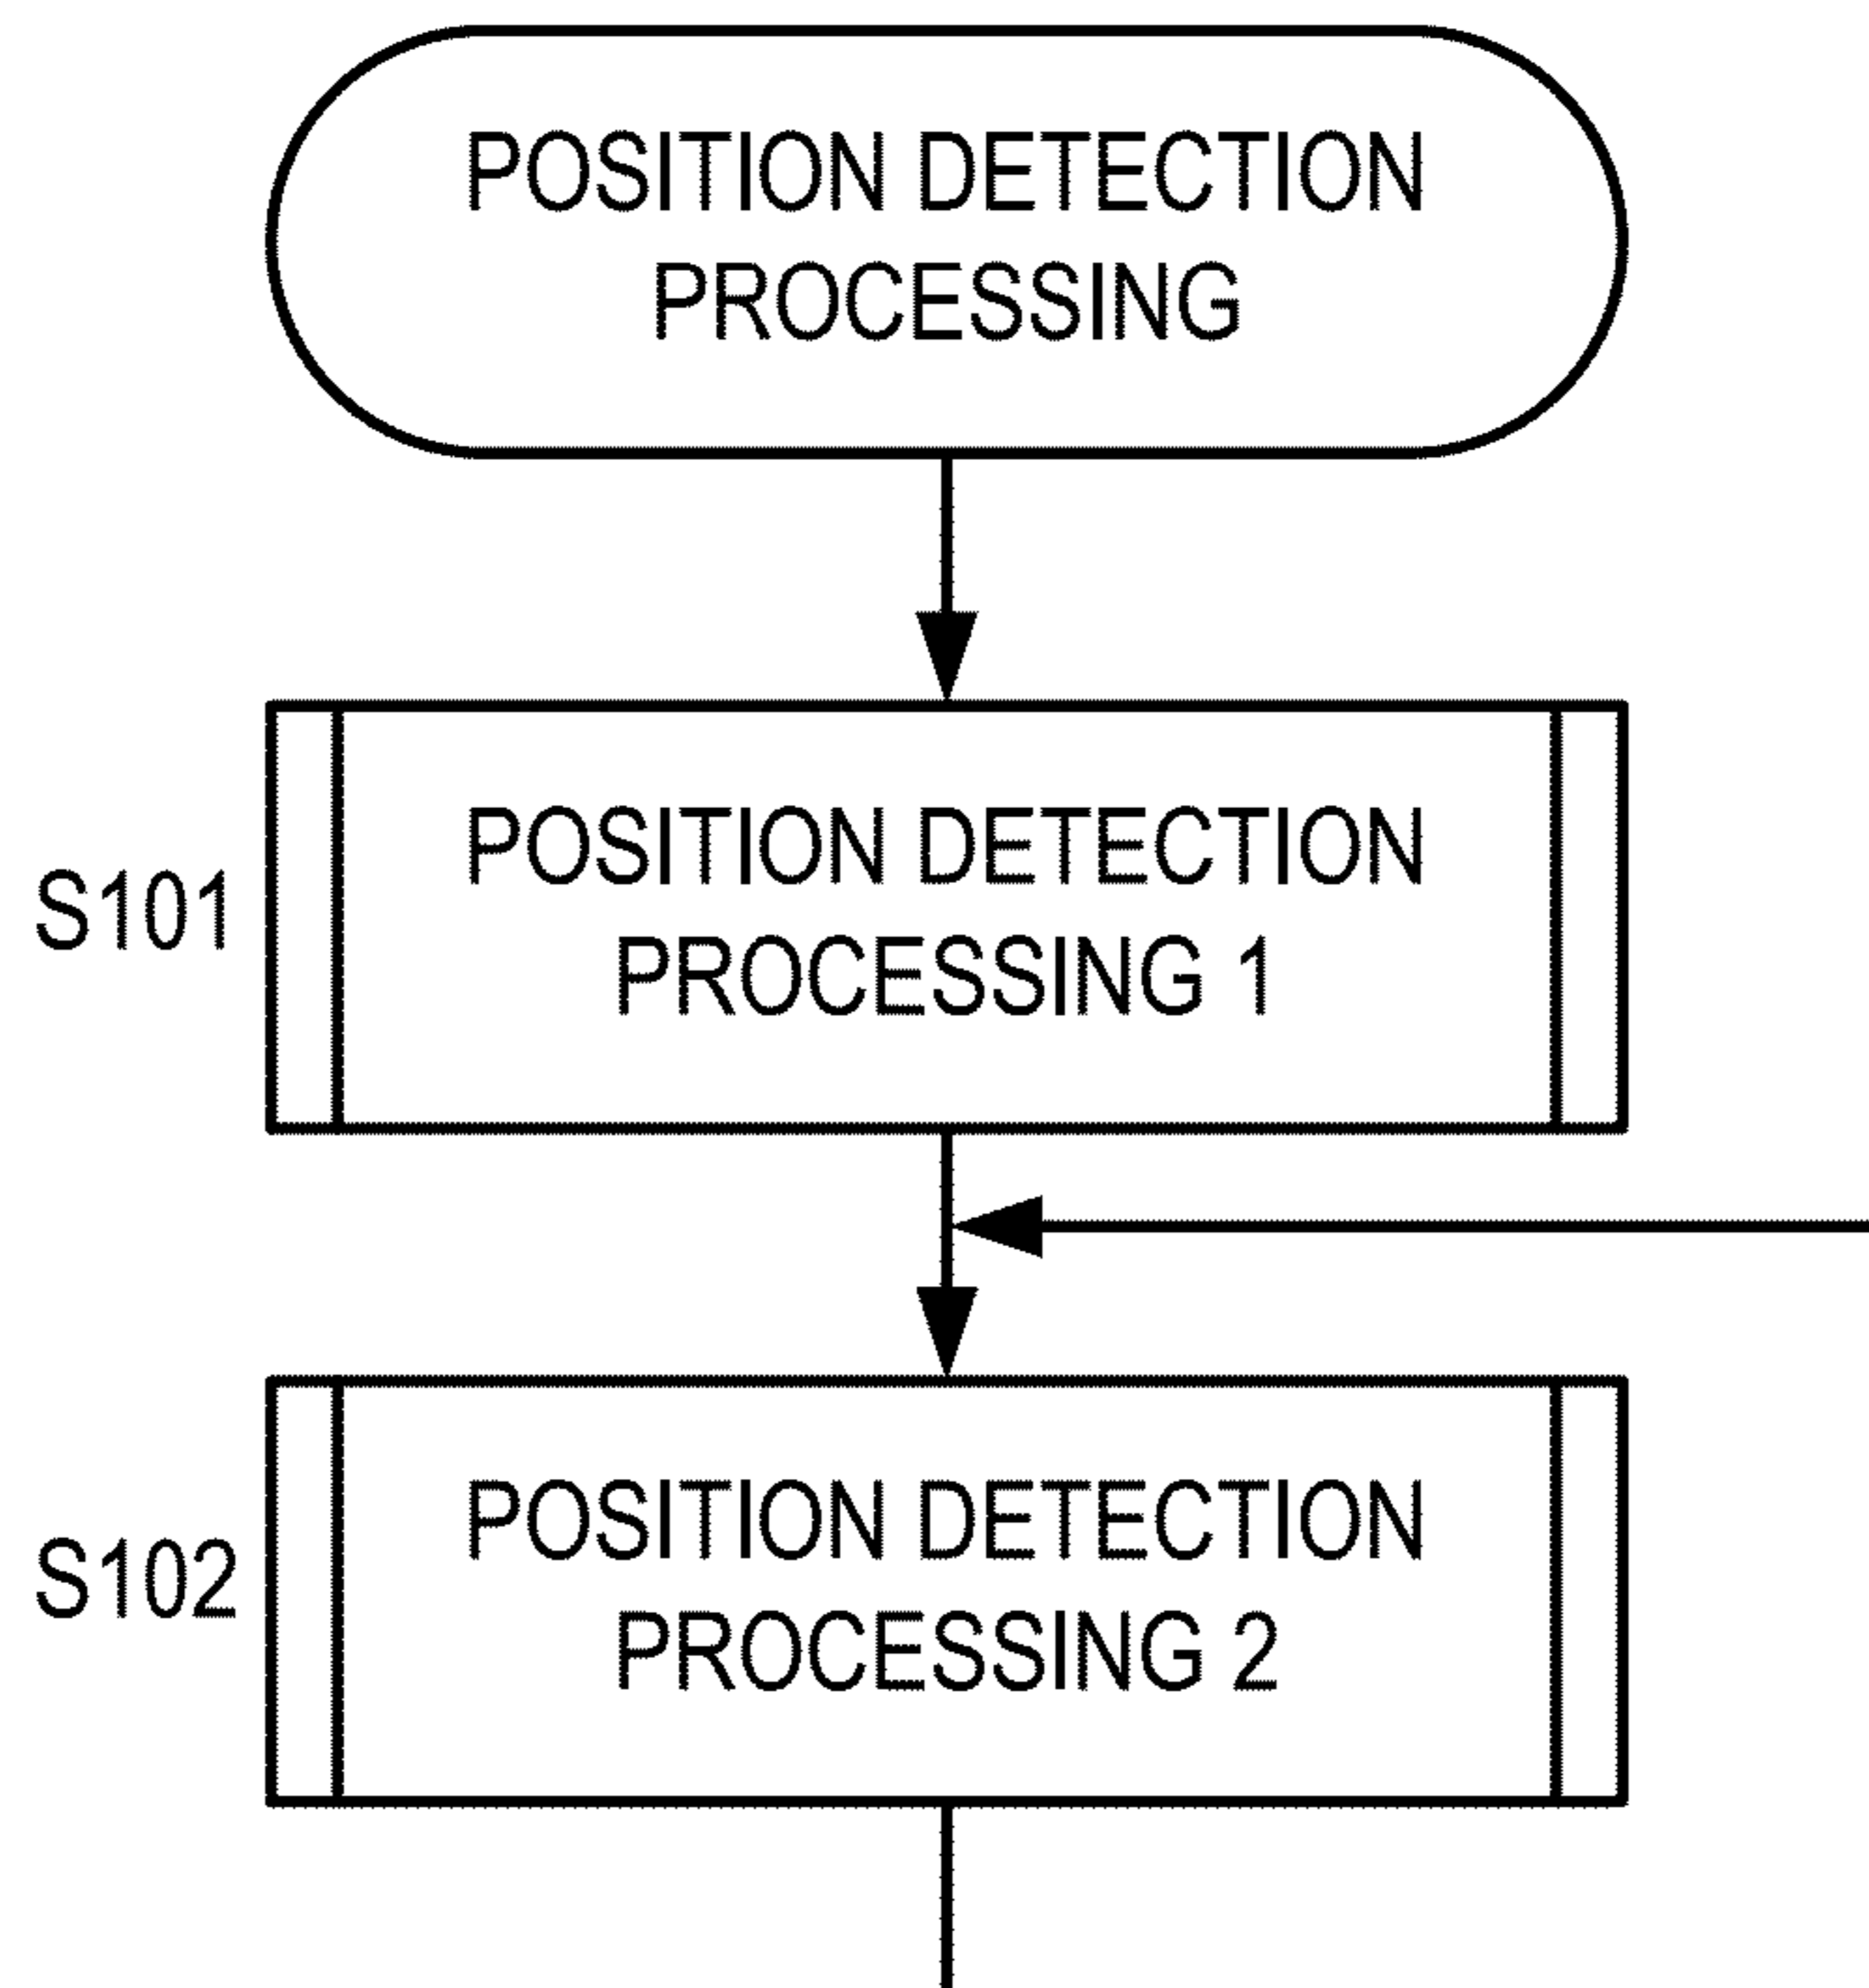 POSITION DETECTION
PROCESSING
S101
POSITION DETECTION
PROCESSING 1
S102
POSITION DETECTION
PROCESSING 2